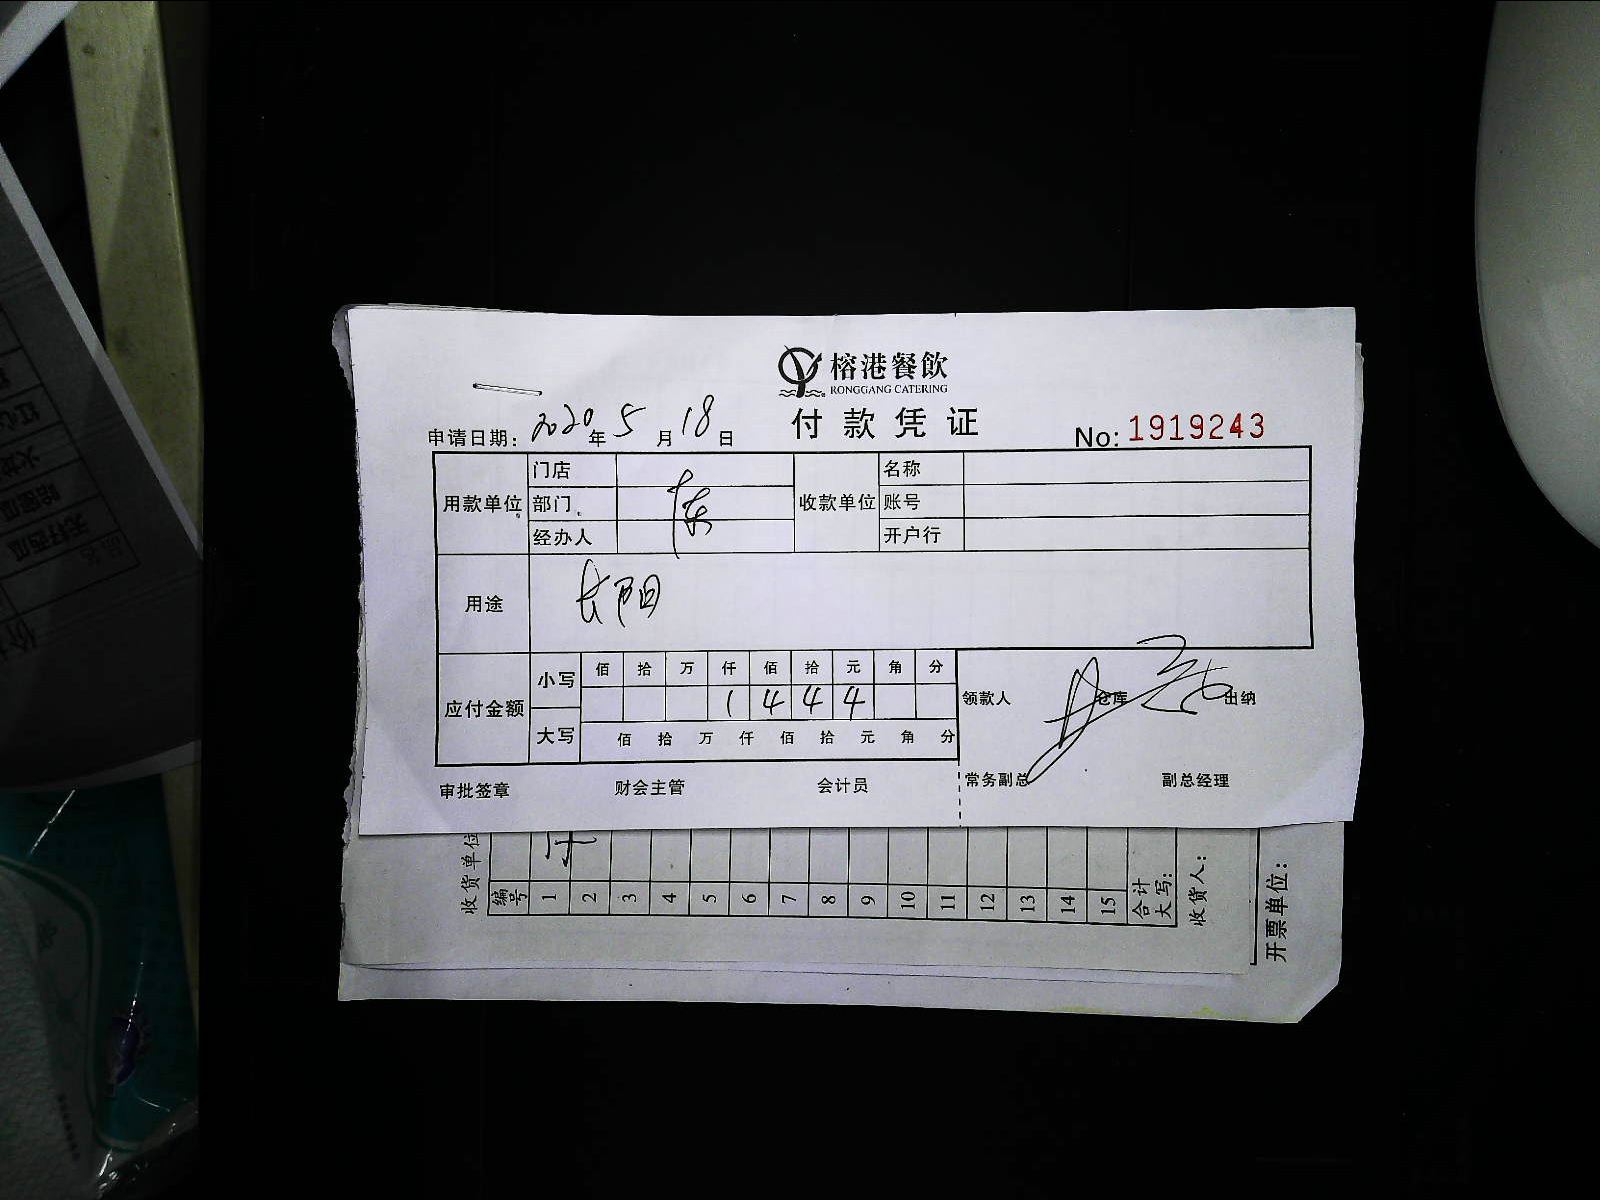 榕港餐飲
RONGGANG CATERING
付款凭证
申请日期: 2020年5月18日
No: 1919243
用款单位 门店 收款单位 名称
部门 账号
经办人 开户行
用途 长阳
应付金额 小写 佰 拾 万 仟 佰 拾 元 角 分
1 4 4 4
大写 佰 拾 万 仟 佰 拾 元 角 分
领款人 仓库 出纳
常务副总 副总经理
审批签章 财会主管 会计员
收货单位
编号 1 2 3 4 5 6 7 8 9 10 11 12 13 14 15
合计大写:
收货人:
开票单位: